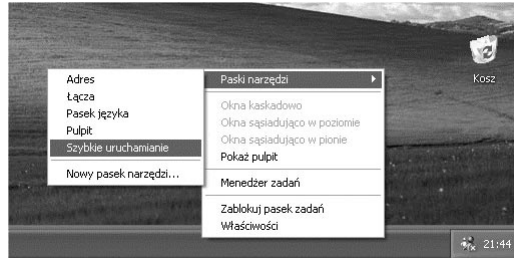 Kosz
Paski narzędzi
Okna kaskadowo
Okna sąsiadująco w poziomie
Okna sąsiadująco w pionie
Pokaż pulpit
Menedżer zadań
Zablokuj pasek zadań
Właściwości
Adres
Łącza
Pasek języka
Pulpit
Szybkie uruchamianie
Nowy pasek narzędzi...
21:44